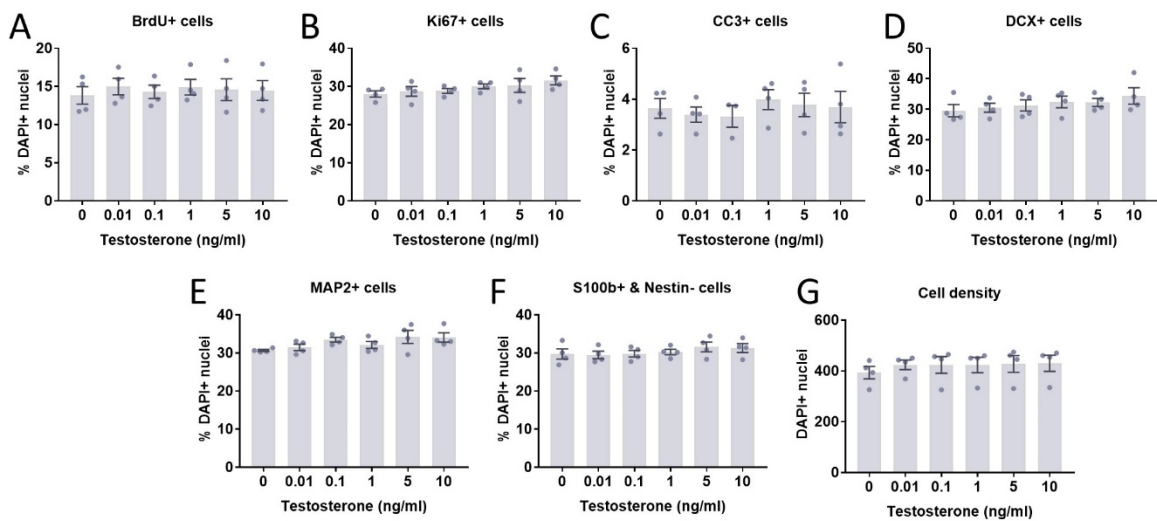 A
BrdU+ cells
20
15
10
5
0
% DAPI+ nuclei
0 0.01 0.1 1 5 10
Testosterone (ng/ml)
B
Ki67+ cells
40
30
20
10
0
% DAPI+ nuclei
0 0.01 0.1 1 5 10
Testosterone (ng/ml)
C
CC3+ cells
6
4
2
0
% DAPI+ nuclei
0 0.01 0.1 1 5 10
Testosterone (ng/ml)
D
DCX+ cells
50
40
30
20
10
0
% DAPI+ nuclei
0 0.01 0.1 1 5 10
Testosterone (ng/ml)
E
MAP2+ cells
40
30
20
10
0
% DAPI+ nuclei
0 0.01 0.1 1 5 10
Testosterone (ng/ml)
F
S100b+ & Nestin- cells
40
30
20
10
0
% DAPI+ nuclei
0 0.01 0.1 1 5 10
Testosterone (ng/ml)
G
Cell density
600
400
200
0
DAPI+ nuclei
0 0.01 0.1 1 5 10
Testosterone (ng/ml)